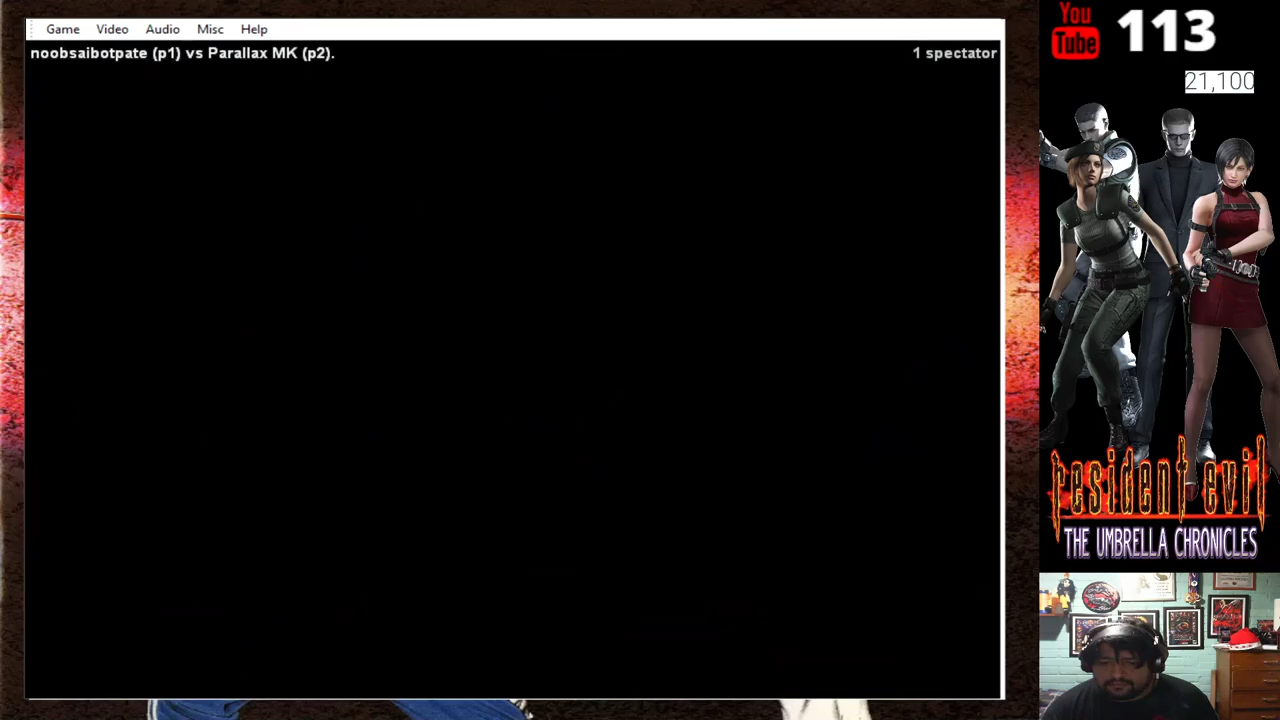 Game Video Audio Misc Help
noobsaibotpate (p1) vs Parallax MK (p2).
1 spectator
You
Tube
113
21,100
resident evil
THE UMBRELLA CHRONICLES